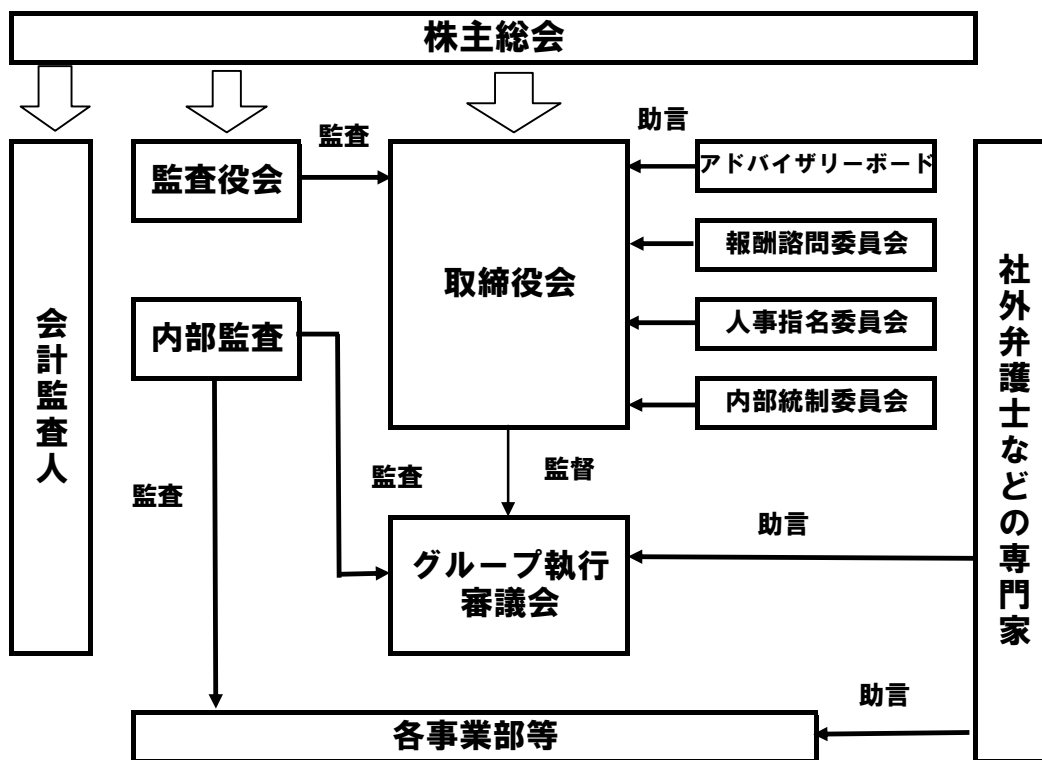 株主総会
監査
助言
監査役会
アドバイザリーボード
報酬諮問委員会
取締役会
人事指名委員会
内部監査
内部統制委員会
会計監査人
社外弁護士などの専門家
監査
監査
監督
助言
グループ執行
審議会
助言
各事業部等